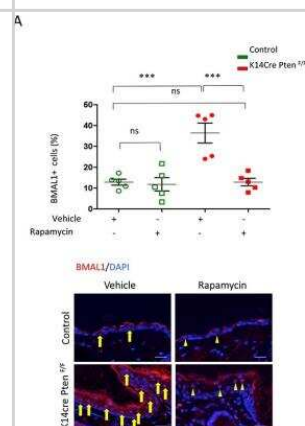 A
Control
K14Cre Pten F/F
*** ***
ns
ns
BMAL1+ cells (%)
60
50
40
30
20
10
0
Vehicle + - + -
Rapamycin - + - +
BMAL1/DAPI
Vehicle Rapamycin
Control
K14cre Pten F/F